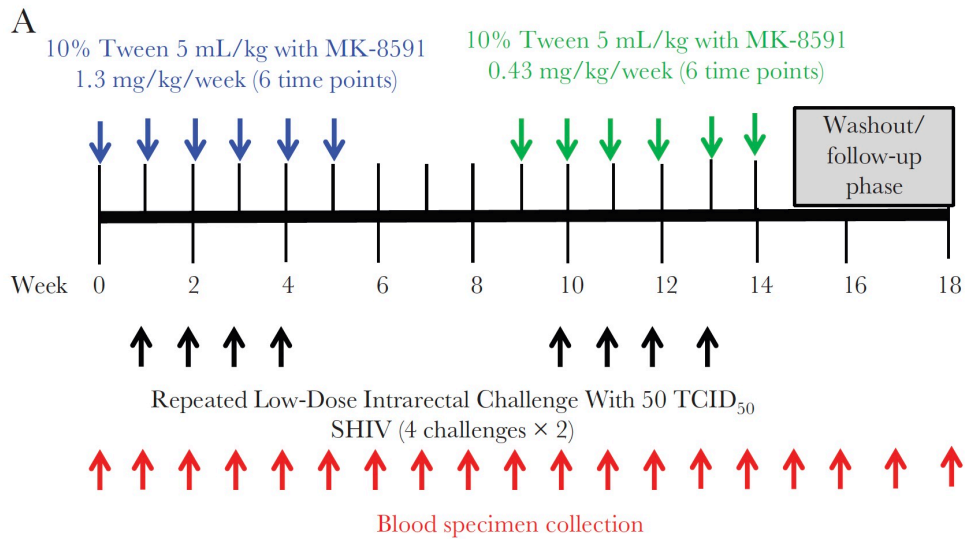 A
10% Tween 5 mL/kg with MK-8591
1.3 mg/kg/week (6 time points)
10% Tween 5 mL/kg with MK-8591
0.43 mg/kg/week (6 time points)
Washout/
follow-up
phase
Week 0 2 4 6 8 10 12 14 16 18
Repeated Low-Dose Intrarectal Challenge With 50 TCID₅₀
SHIV (4 challenges × 2)
Blood specimen collection